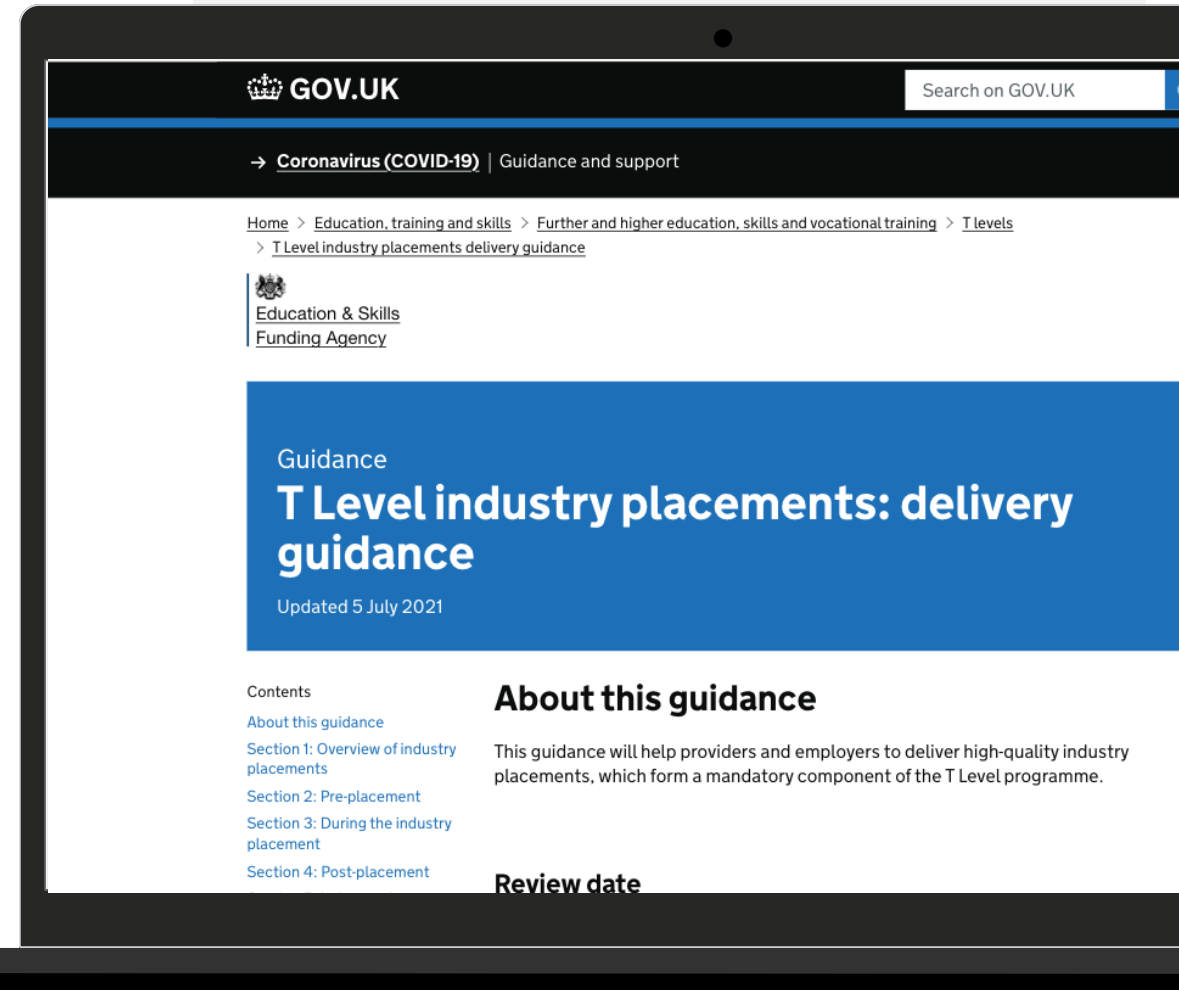 GOV.UK
Search on GOV.UK
→ Coronavirus (COVID-19) | Guidance and support
Home > Education, training and skills > Further and higher education, skills and vocational training > T levels
> T Level industry placements delivery guidance
Education & Skills
Funding Agency
Guidance
T Level industry placements: delivery
guidance
Updated 5 July 2021
Contents
About this guidance
Section 1: Overview of industry
placements
Section 2: Pre-placement
Section 3: During the industry
placement
Section 4: Post-placement
About this guidance
This guidance will help providers and employers to deliver high-quality industry
placements, which form a mandatory component of the T Level programme.
Review date